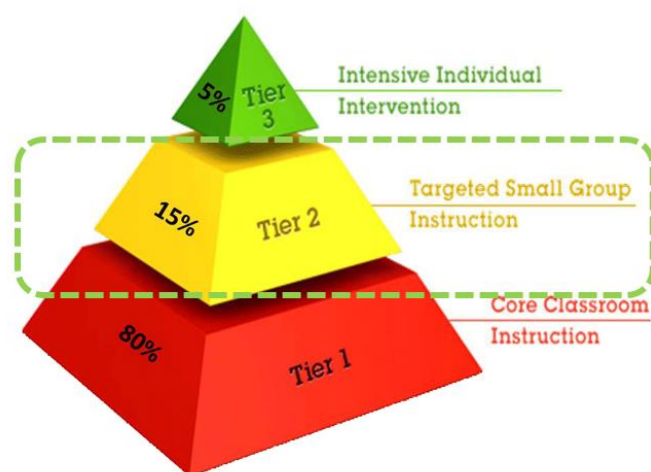 5%
Tier
3
Intensive Individual
Intervention
15%
Tier 2
Targeted Small Group
Instruction
80%
Tier 1
Core Classroom
Instruction